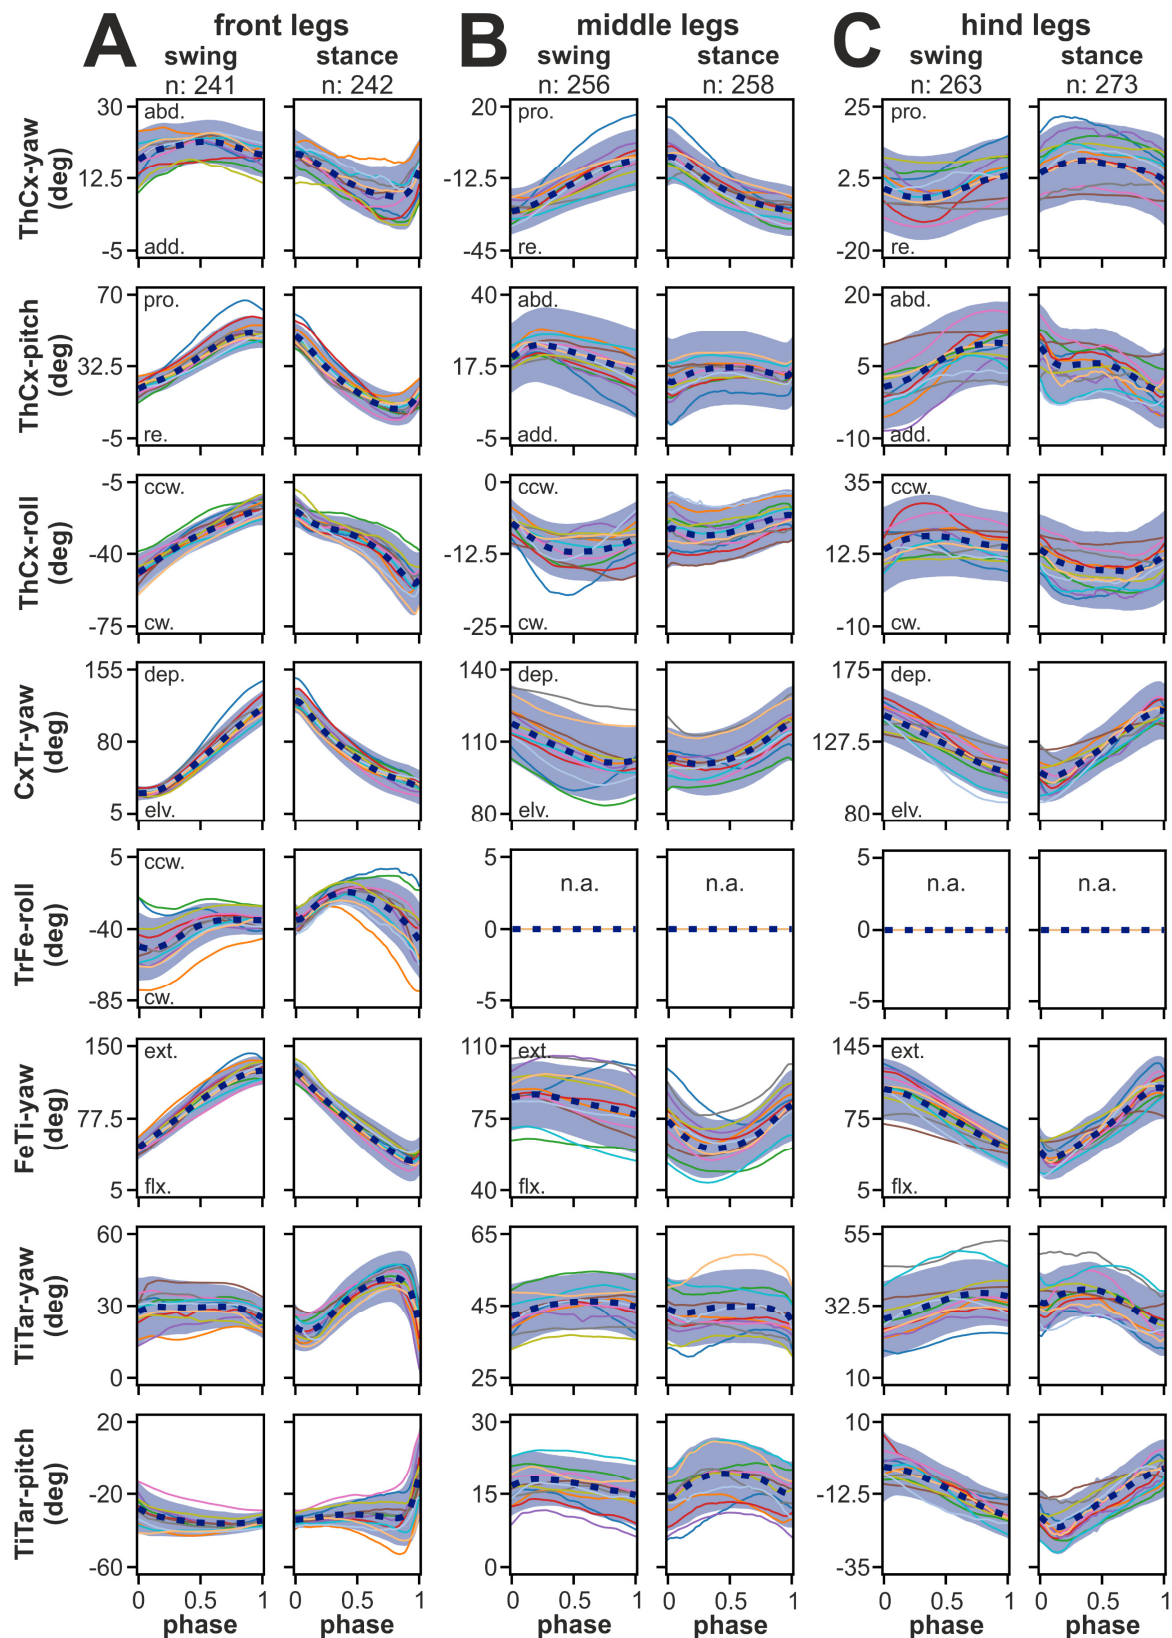 A
front legs
swing
stance
n: 241
n: 242
B
middle legs
swing
stance
n: 256
n: 258
C
hind legs
swing
stance
n: 263
n: 273
ThCx-yaw
(deg)
30
12.5
-5
abd.
add.
20
-12.5
-45
pro.
re.
25
2.5
-20
pro.
re.
ThCx-pitch
(deg)
70
32.5
-5
pro.
re.
40
17.5
-5
abd.
add.
20
5
-10
abd.
add.
ThCx-roll
(deg)
-5
-40
-75
ccw.
cw.
0
-12.5
-25
ccw.
cw.
35
12.5
-10
ccw.
cw.
CxTr-yaw
(deg)
155
80
5
dep.
elv.
140
110
80
dep.
elv.
175
127.5
80
dep.
elv.
TrFe-roll
(deg)
5
-40
-85
ccw.
cw.
5
0
-5
n.a.
n.a.
5
0
-5
n.a.
n.a.
FeTi-yaw
(deg)
150
77.5
5
ext.
flx.
110
75
40
ext.
flx.
145
75
5
ext.
flx.
TiTar-yaw
(deg)
60
30
0
65
45
25
55
32.5
10
TiTar-pitch
(deg)
20
-20
-60
30
15
0
10
-12.5
-35
0 0.5 1
0 0.5 1
phase
0 0.5 1
0 0.5 1
phase
0 0.5 1
0 0.5 1
phase